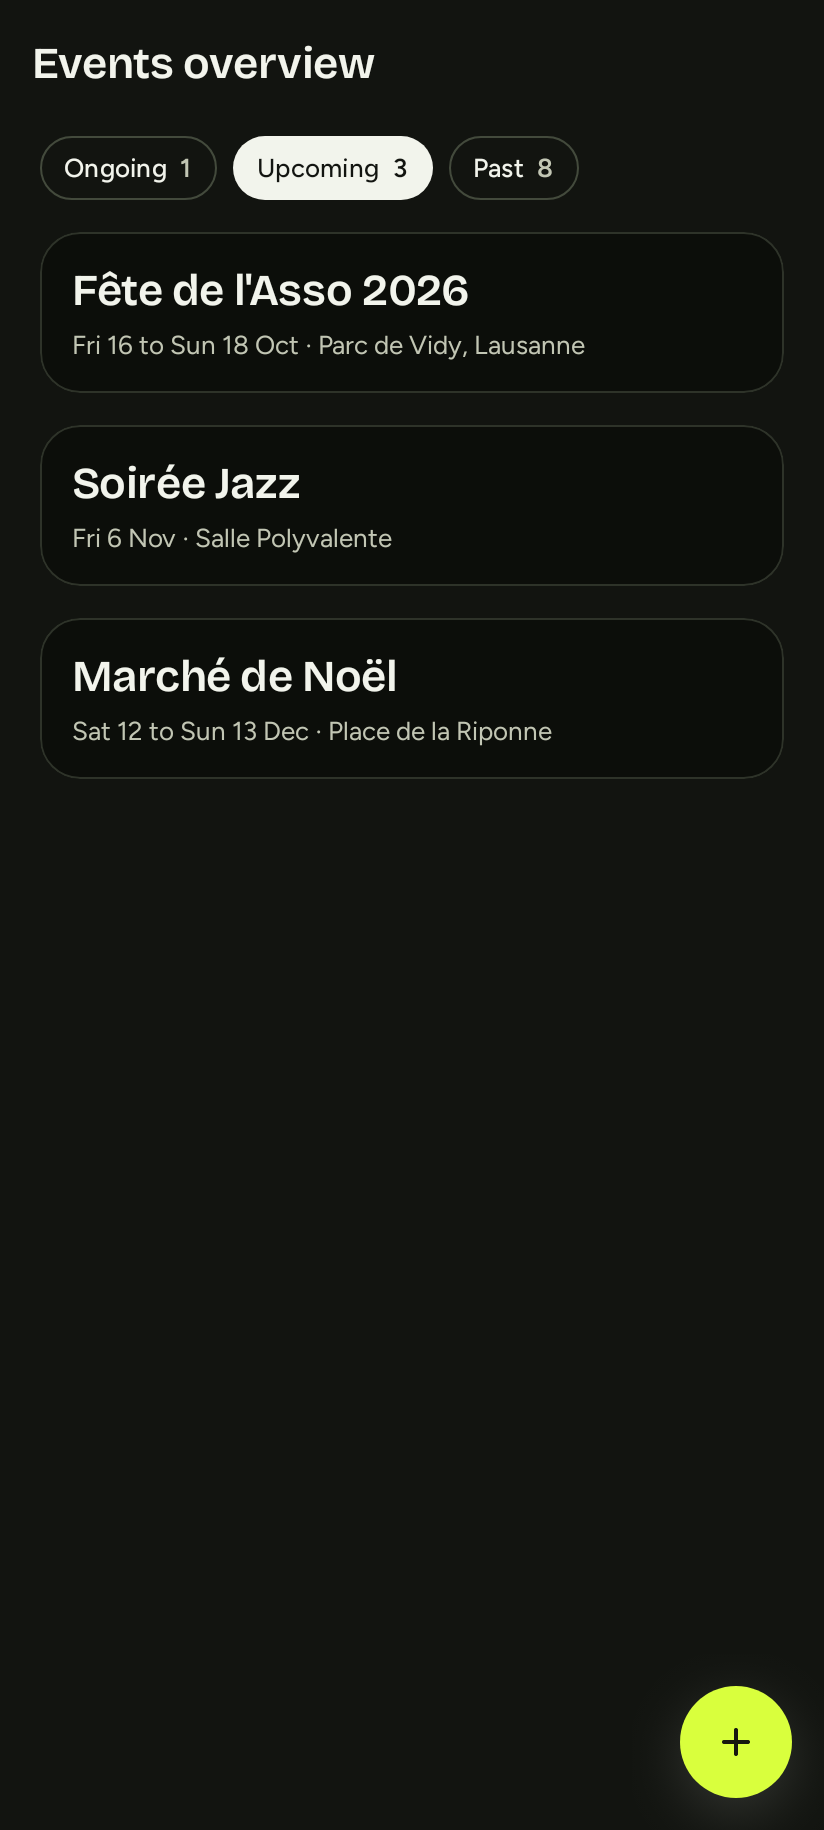 Events overview
Ongoing 1 Upcoming 3 Past 8
Fête de l'Asso 2026
Fri 16 to Sun 18 Oct · Parc de Vidy, Lausanne
Soirée Jazz
Fri 6 Nov · Salle Polyvalente
Marché de Noël
Sat 12 to Sun 13 Dec · Place de la Riponne